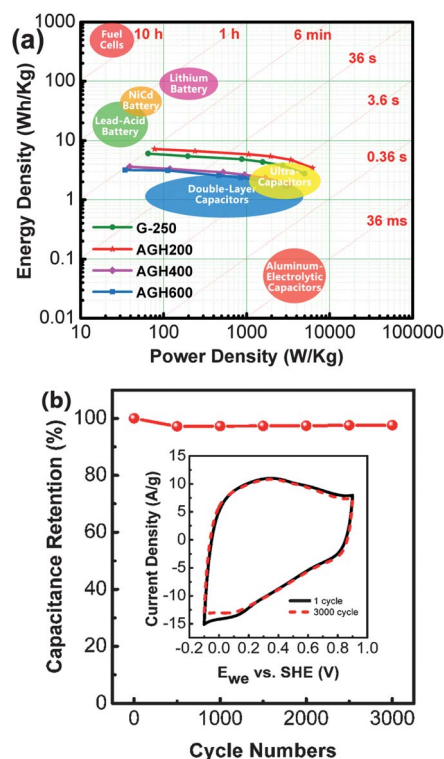 (a)
1000
100
10
1
0.1
0.01
Energy Density (Wh/Kg)
Fuel
Cells
10 h
1 h
6 min
36 s
3.6 s
0.36 s
36 ms
Lithium
Battery
NiCd
Battery
Lead-Acid
Battery
Ultra-
Capacitors
Double-Layer
Capacitors
Aluminum-
Electrolytic
Capacitors
G-250
AGH200
AGH400
AGH600
10 100 1000 10000 100000
Power Density (W/Kg)
(b)
100
80
60
40
20
0
Capacitance Retention (%)
15
10
5
0
-5
-10
-15
Current Density (A/g)
1 cycle
3000 cycle
-0.2 0.0 0.2 0.4 0.6 0.8 1.0
Ewe vs. SHE (V)
0 1000 2000 3000
Cycle Numbers